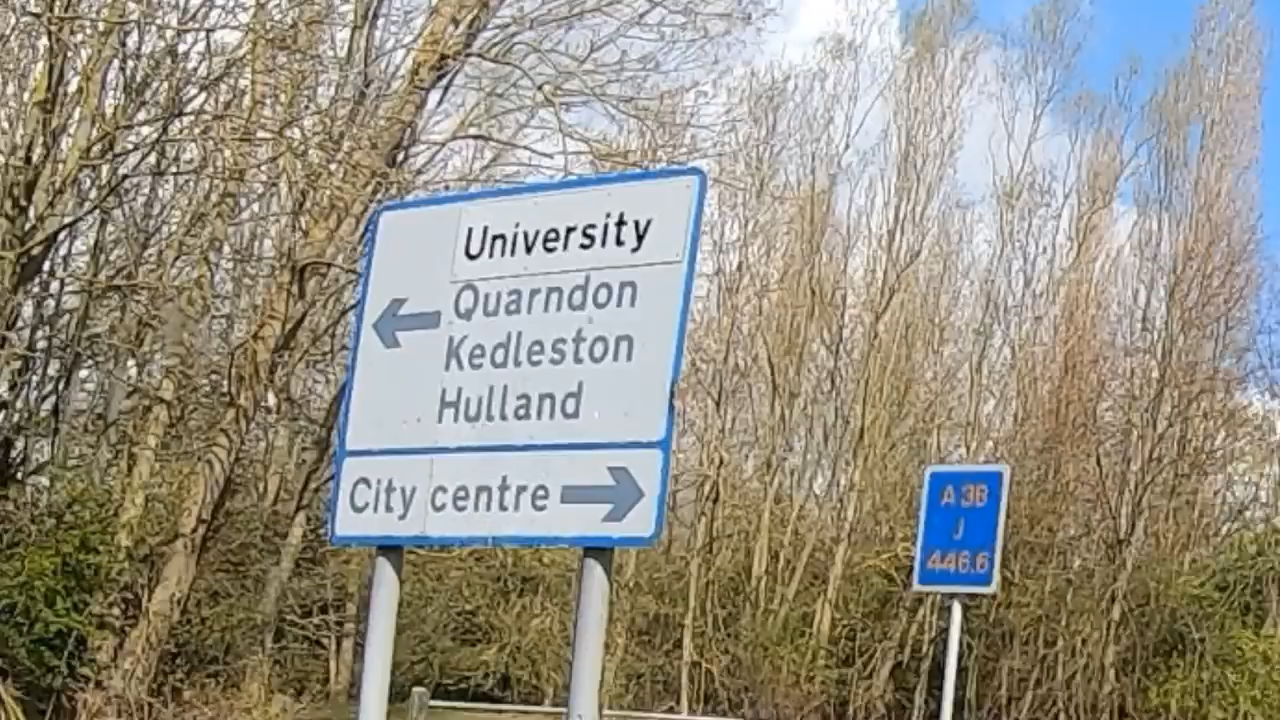 University
Quarndon
Kedleston
Hulland
City centre
A 38
J
446.6